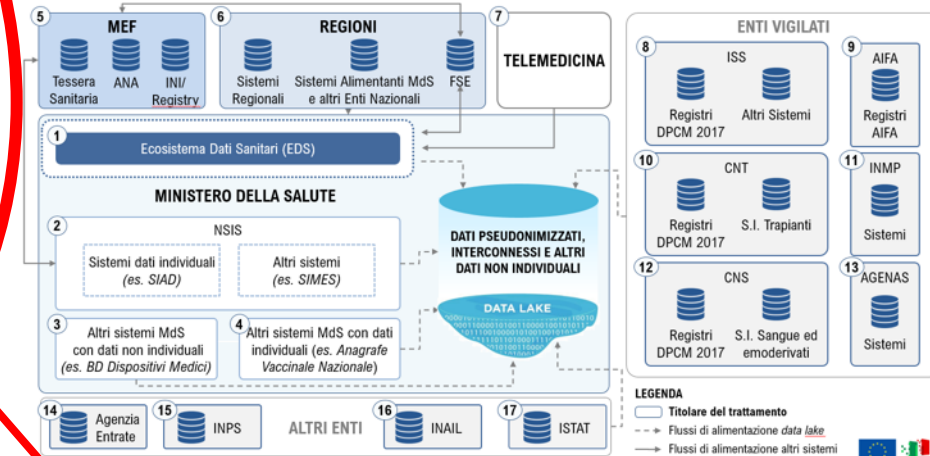 5
MEF
Tessera
Sanitaria
ANA
INI/
Registry
6
REGIONI
Sistemi
Regionali
Sistemi Alimentanti MdS
e altri Enti Nazionali
FSE
7
TELEMEDICINA
1
Ecosistema Dati Sanitari (EDS)
MINISTERO DELLA SALUTE
2
NSIS
Sistemi dati individuali
(es. SIAD)
Altri sistemi
(es. SIMES)
3
Altri sistemi MdS
con dati non individuali
(es. BD Dispositivi Medici)
4
Altri sistemi MdS con dati
individuali (es. Anagrafe
Vaccinale Nazionale)
DATI PSEUDONIMIZZATI,
INTERCONNESSI E ALTRI
DATI NON INDIVIDUALI
DATA LAKE
14
Agenzia
Entrate
15
INPS
ALTRI ENTI
16
INAIL
17
ISTAT
ENTI VIGILATI
8
ISS
Registri
DPCM 2017
Altri Sistemi
9
AIFA
Registri
AIFA
10
CNT
Registri
DPCM 2017
S.I. Trapianti
11
INMP
Sistemi
12
CNS
Registri
DPCM 2017
S.I. Sangue ed
emoderivati
13
AGENAS
Sistemi
LEGENDA
Titolare del trattamento
Flussi di alimentazione data lake
Flussi di alimentazione altri sistemi